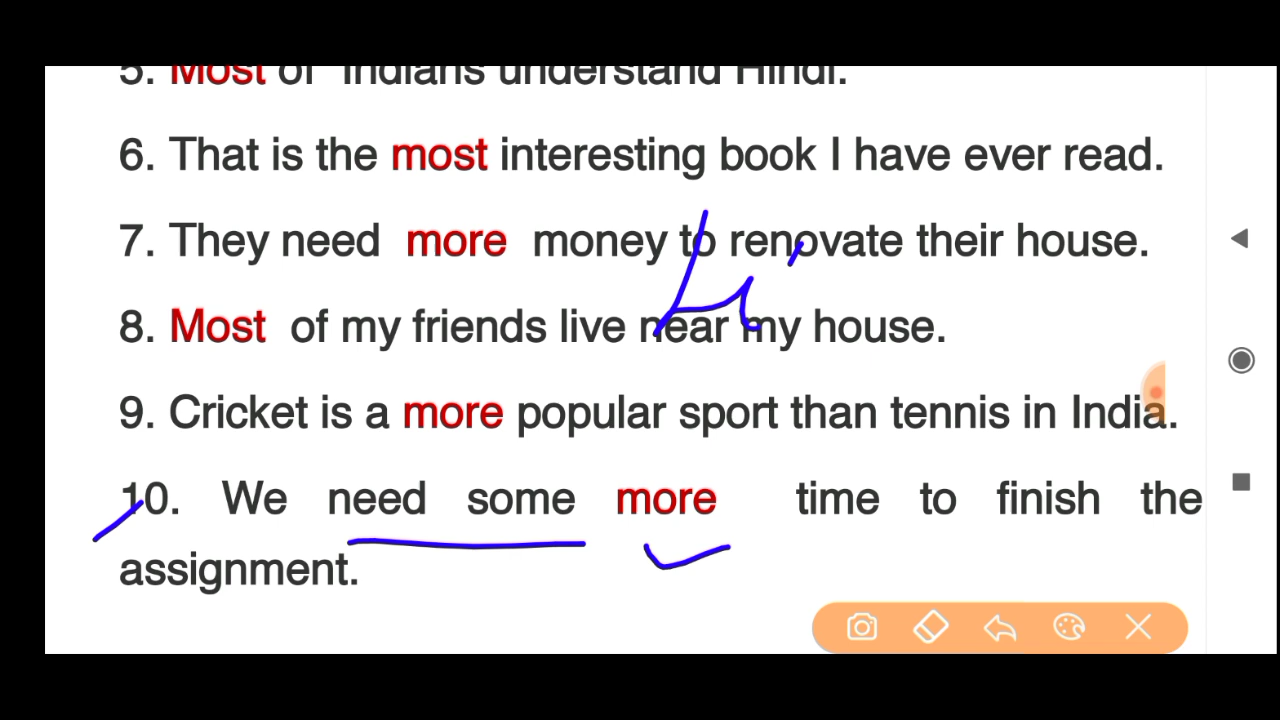 5. Most of Indians understand Hindi.
6. That is the most interesting book I have ever read.
7. They need more money to renovate their house.
8. Most of my friends live near my house.
9. Cricket is a more popular sport than tennis in India.
10. We need some more time to finish the
assignment.